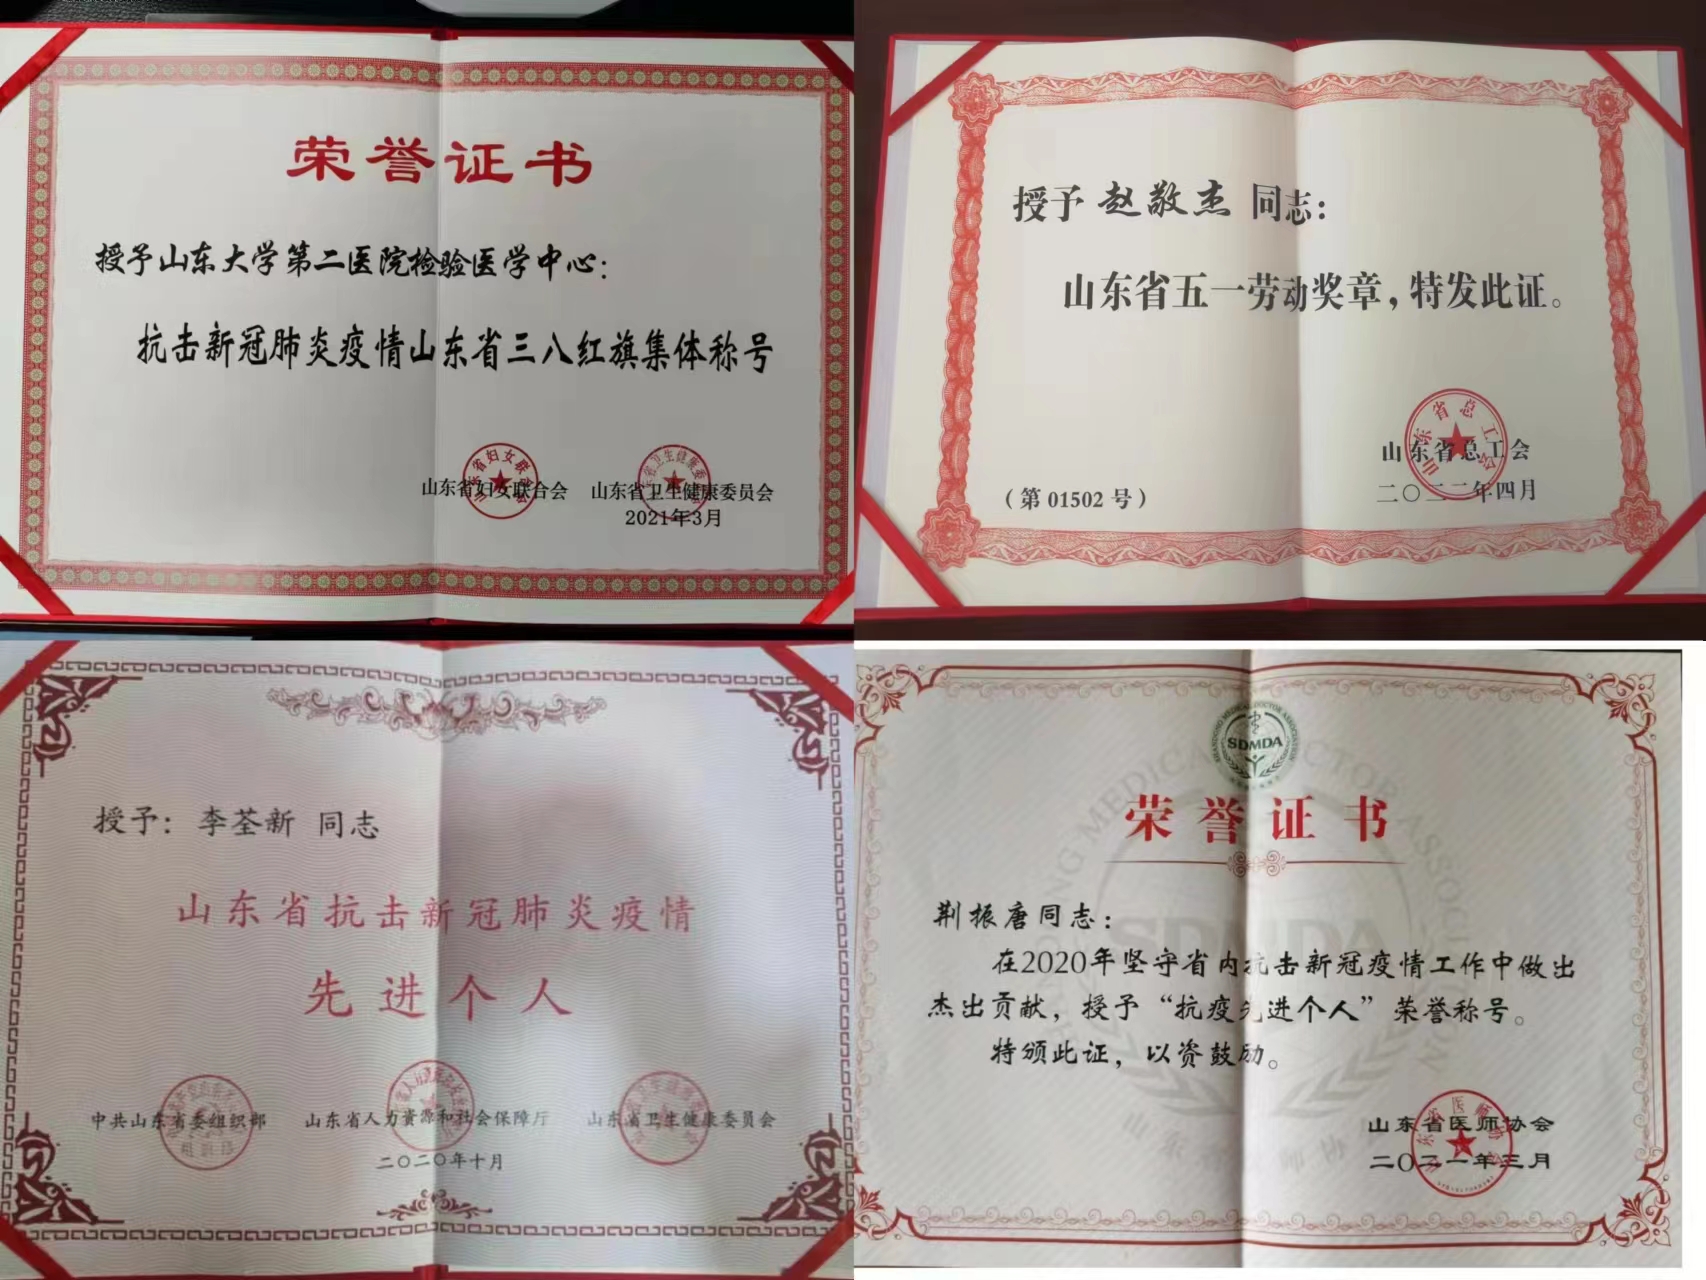 荣誉证书
授予山东大学第二医院检验医学中心:
抗击新冠肺炎疫情山东省三八红旗集体称号
山东省妇女联合会 山东省卫生健康委员会
2021年3月
授予 赵敬杰 同志:
山东省五一劳动奖章,特发此证。
山东省总工会
(第 01502 号) 二〇二二年四月
授予: 李荃新 同志
山东省抗击新冠肺炎疫情
先进个人
中共山东省委组织部 山东省人力资源和社会保障厅 山东省卫生健康委员会
二〇二〇年十月
SHANDONG MEDICAL DOCTOR ASSOCIATION
SDMDA
荣誉证书
荆振唐同志:
在2020年坚守省内抗击新冠疫情工作中做出
杰出贡献,授予“抗疫先进个人”荣誉称号。
特颁此证,以资鼓励。
山东省医师协会
二〇二一年三月